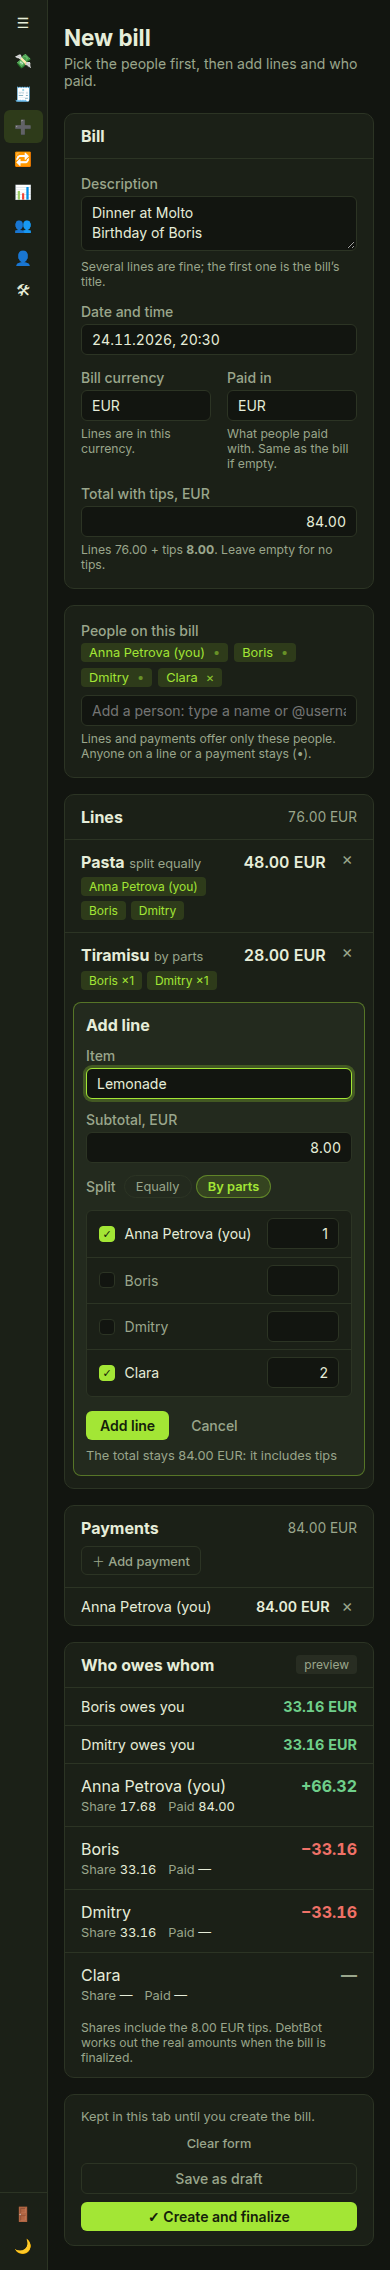 New bill
Pick the people first, then add lines and who
paid.
Bill
Description
Dinner at Molto
Birthday of Boris
Several lines are fine; the first one is the bill's
title.
Date and time
24.11.2026, 20:30
Bill currency
Paid in
EUR
EUR
Lines are in this
currency.
What people paid
with. Same as the bill
if empty.
Total with tips, EUR
84.00
Lines 76.00 + tips 8.00. Leave empty for no
tips.
People on this bill
Anna Petrova (you) • Boris •
Dmitry • Clara ×
Add a person: type a name or @userna
Lines and payments offer only these people.
Anyone on a line or a payment stays (•).
Lines 76.00 EUR
Pasta split equally 48.00 EUR ×
Anna Petrova (you)
Boris Dmitry
Tiramisu by parts 28.00 EUR ×
Boris ×1 Dmitry ×1
Add line
Item
Lemonade
Subtotal, EUR
8.00
Split Equally By parts
Anna Petrova (you) 1
Boris
Dmitry
Clara 2
Add line Cancel
The total stays 84.00 EUR: it includes tips
Payments 84.00 EUR
+ Add payment
Anna Petrova (you) 84.00 EUR ×
Who owes whom preview
Boris owes you 33.16 EUR
Dmitry owes you 33.16 EUR
Anna Petrova (you) +66.32
Share 17.68 Paid 84.00
Boris −33.16
Share 33.16 Paid —
Dmitry −33.16
Share 33.16 Paid —
Clara —
Share — Paid —
Shares include the 8.00 EUR tips. DebtBot
works out the real amounts when the bill is
finalized.
Kept in this tab until you create the bill.
Clear form
Save as draft
✓ Create and finalize